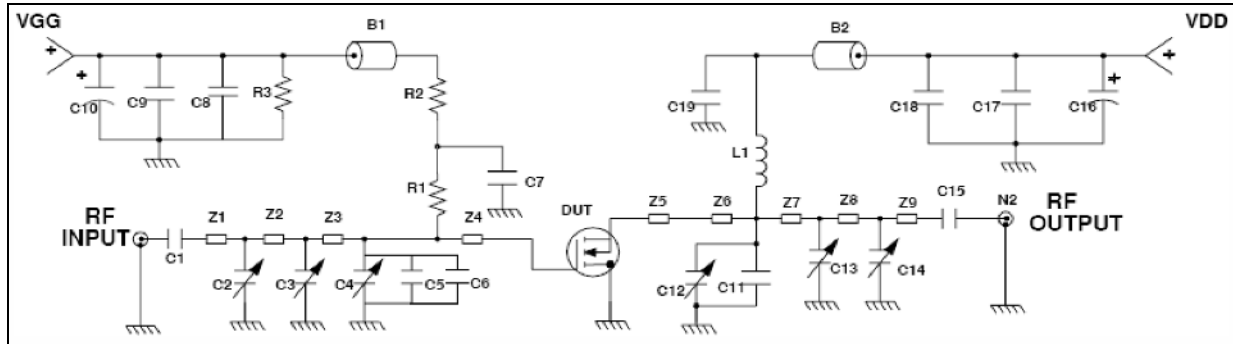 VGG
B1
B2
VDD
+
+
+
+
C10
C9
C8
R3
R2
C19
C18
C17
C16
L1
R1
C7
RF
INPUT
Z1
Z2
Z3
Z4
DUT
Z5
Z6
Z7
Z8
Z9
C15
N2
RF
OUTPUT
C1
C2
C3
C4
C5
C6
C12
C11
C13
C14